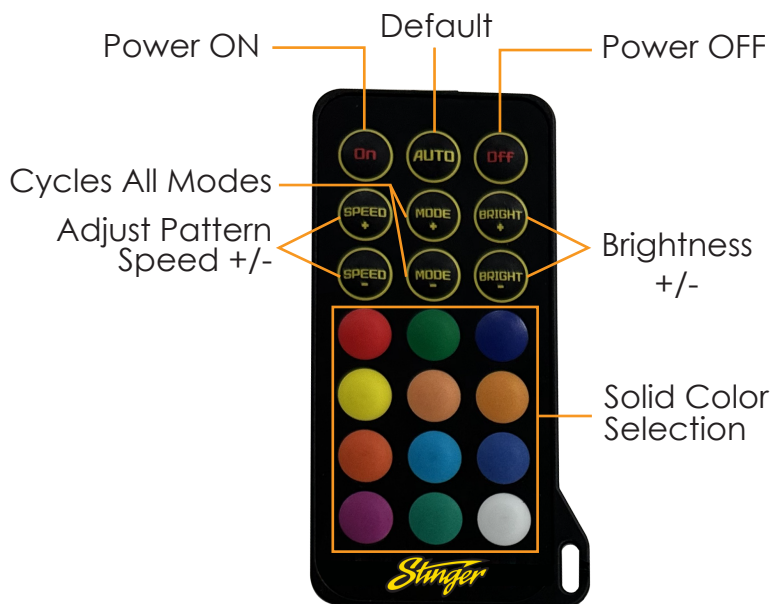 Default
Power ON
Power OFF
On
AUTO
Off
Cycles All Modes
SPEED
+
MODE
+
BRIGHT
+
Adjust Pattern
Speed +/-
Brightness
+/-
SPEED
-
MODE
-
BRIGHT
-
Solid Color
Selection
Stinger